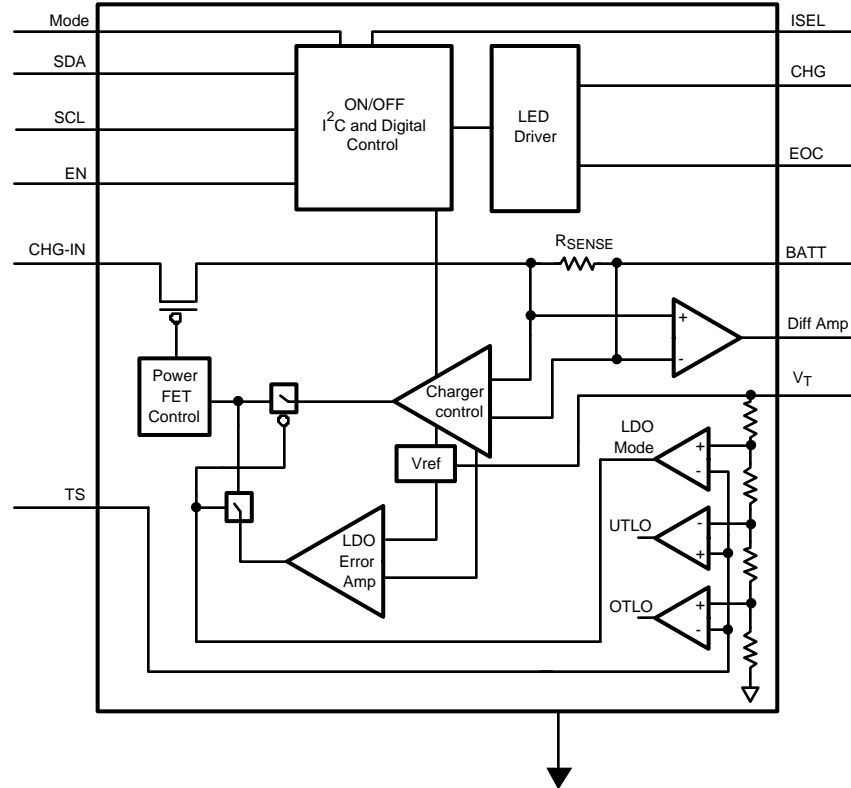 Mode
ISEL
SDA
CHG
SCL
EOC
EN
ON/OFF
I²C and Digital
Control
LED
Driver
CHG-IN
RSENSE
BATT
+
-
Diff Amp
Power
FET
Control
Charger
control
VT
Vref
LDO
Mode
+
-
TS
LDO
Error
Amp
UTLO
-
+
OTLO
+
-